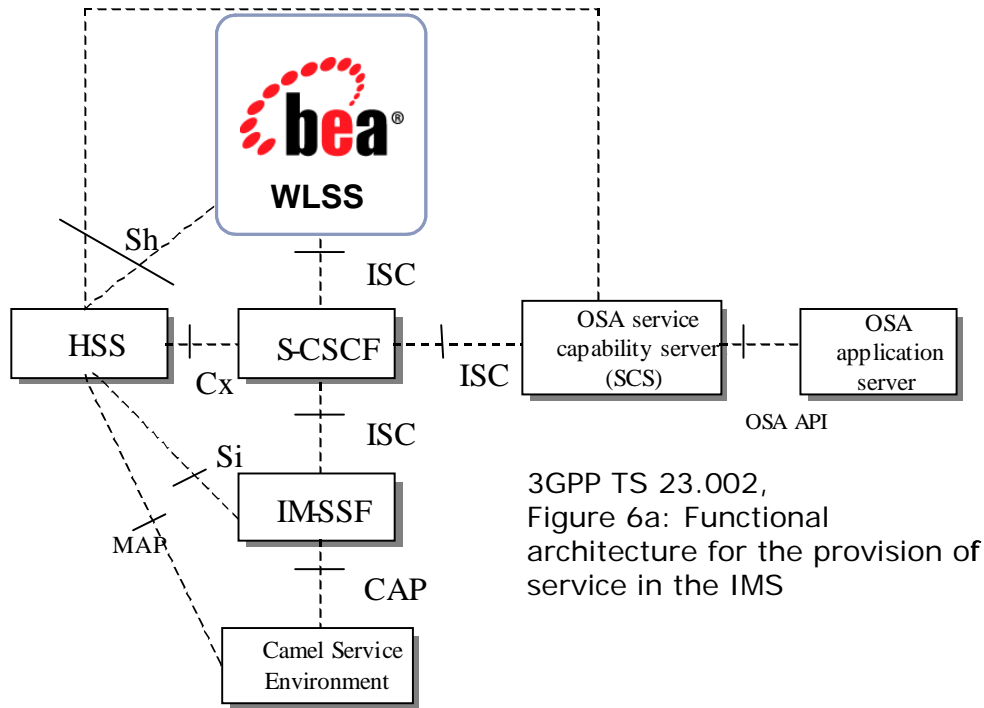 bea®
WLSS
Sh
ISC
HSS
S-CSCF
OSA service
capability server
(SCS)
OSA
application
server
Cx
ISC
OSA API
ISC
Si
IM-SSF
MAP
3GPP TS 23.002,
Figure 6a: Functional
architecture for the provision of
service in the IMS
CAP
Camel Service
Environment